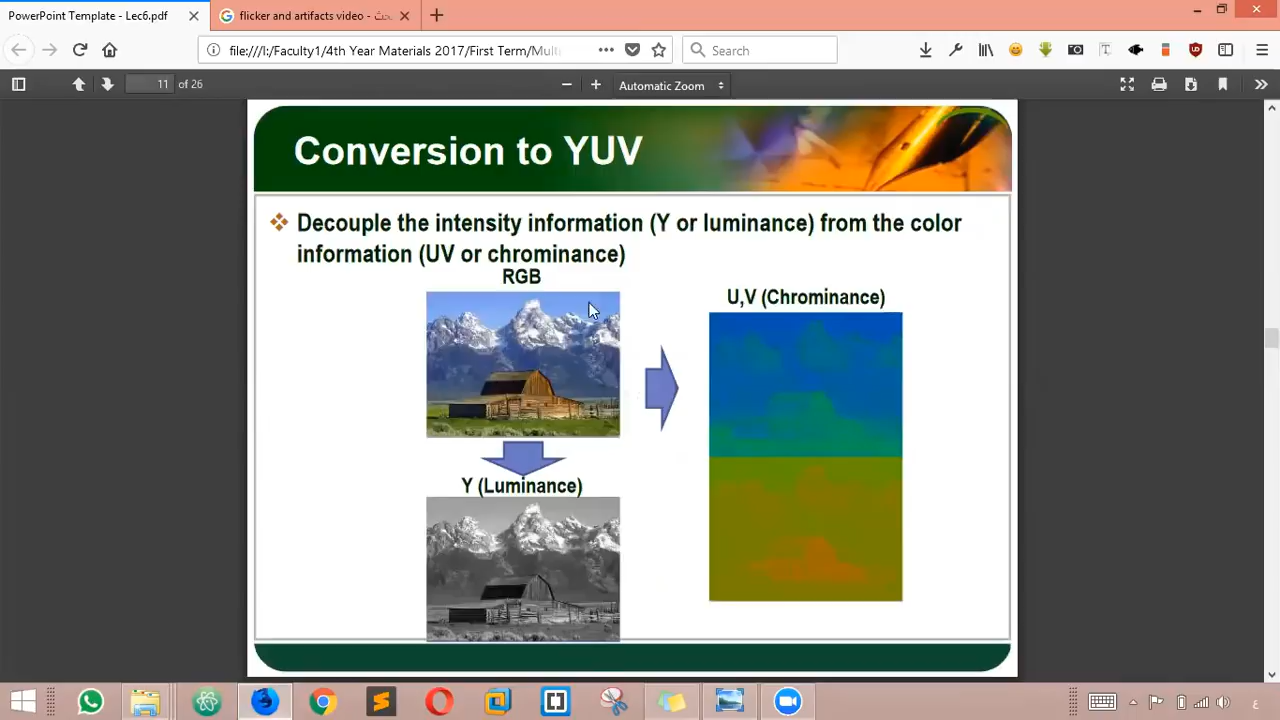 PowerPoint Template - Lec6.pdf
flicker and artifacts video - بحث
file:///I:/Faculty1/4th Year Materials 2017/First Term/Mult
Search
11 of 26
Automatic Zoom
Conversion to YUV
Decouple the intensity information (Y or luminance) from the color
information (UV or chrominance)
RGB
U,V (Chrominance)
Y (Luminance)
ع